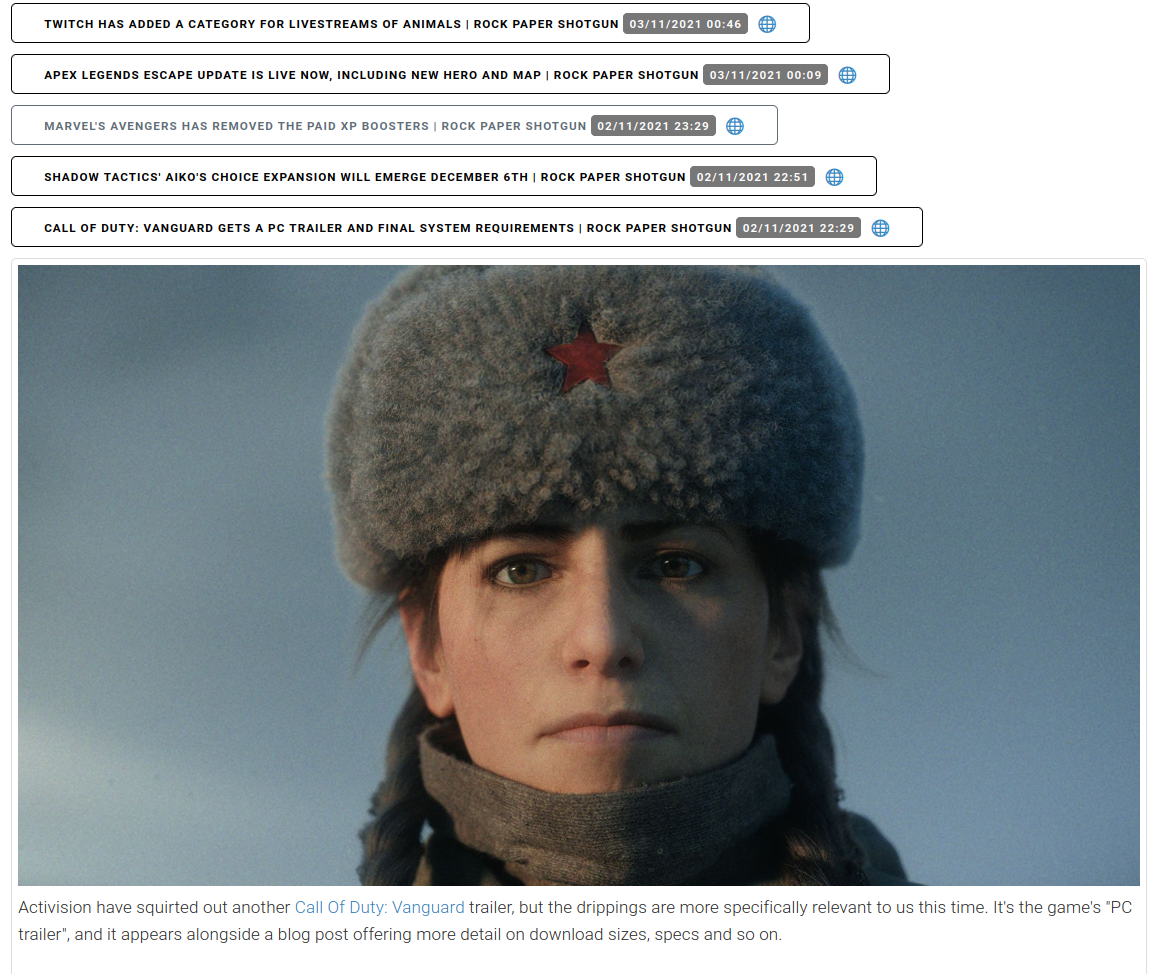 TWITCH HAS ADDED A CATEGORY FOR LIVESTREAMS OF ANIMALS | ROCK PAPER SHOTGUN 03/11/2021 00:46
APEX LEGENDS ESCAPE UPDATE IS LIVE NOW, INCLUDING NEW HERO AND MAP | ROCK PAPER SHOTGUN 03/11/2021 00:09
MARVEL'S AVENGERS HAS REMOVED THE PAID XP BOOSTERS | ROCK PAPER SHOTGUN 02/11/2021 23:29
SHADOW TACTICS' AIKO'S CHOICE EXPANSION WILL EMERGE DECEMBER 6TH | ROCK PAPER SHOTGUN 02/11/2021 22:51
CALL OF DUTY: VANGUARD GETS A PC TRAILER AND FINAL SYSTEM REQUIREMENTS | ROCK PAPER SHOTGUN 02/11/2021 22:29
Activision have squirted out another Call Of Duty: Vanguard trailer, but the drippings are more specifically relevant to us this time. It's the game's "PC
trailer", and it appears alongside a blog post offering more detail on download sizes, specs and so on.